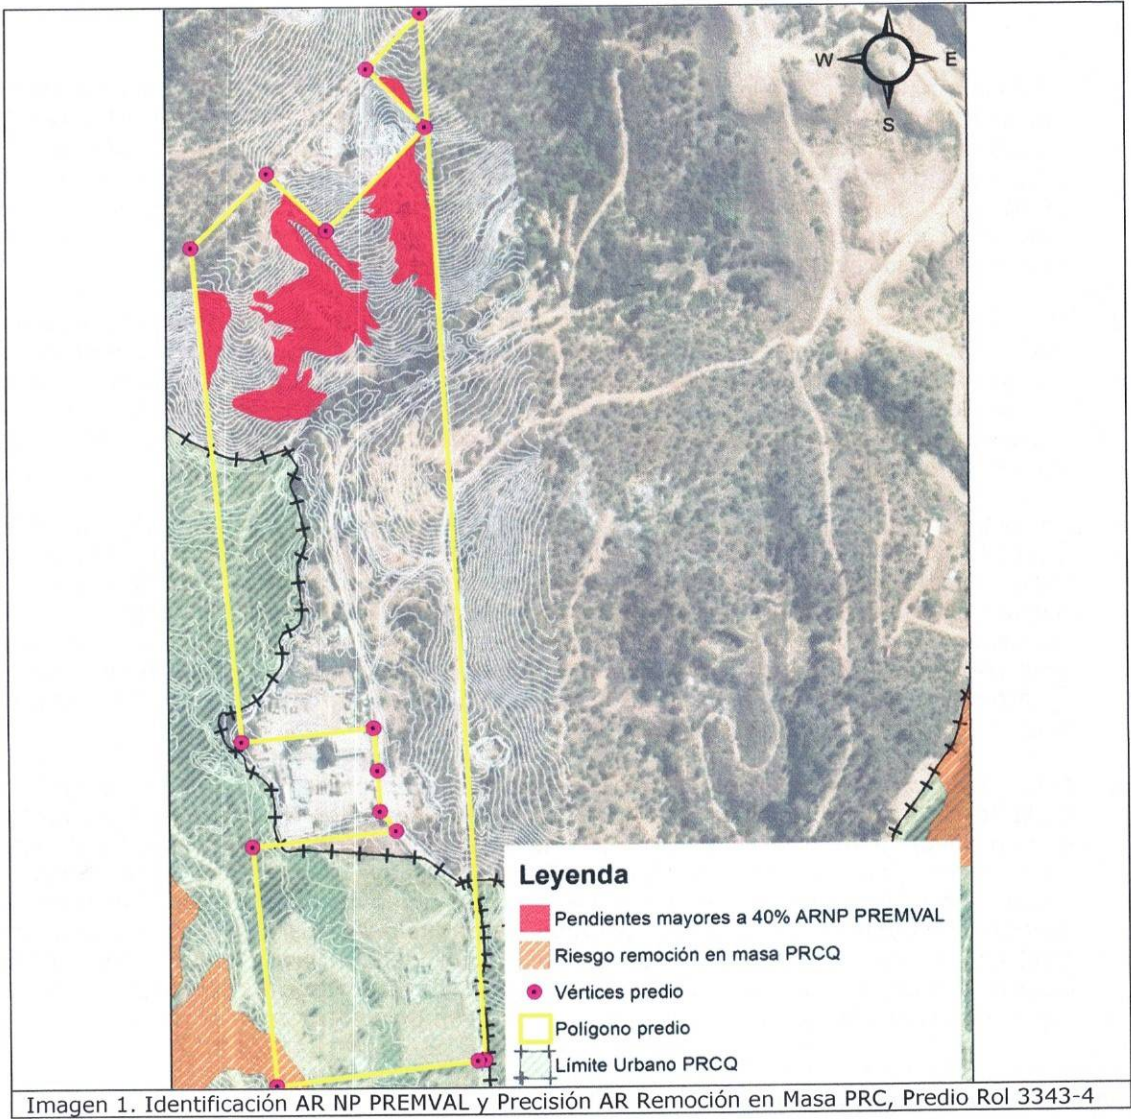 W E
S
Leyenda
Pendientes mayores a 40% ARNP PREMVAL
Riesgo remoción en masa PRCQ
Vértices predio
Polígono predio
Límite Urbano PRCQ
Imagen 1. Identificación AR NP PREMVAL y Precisión AR Remoción en Masa PRC, Predio Rol 3343-4